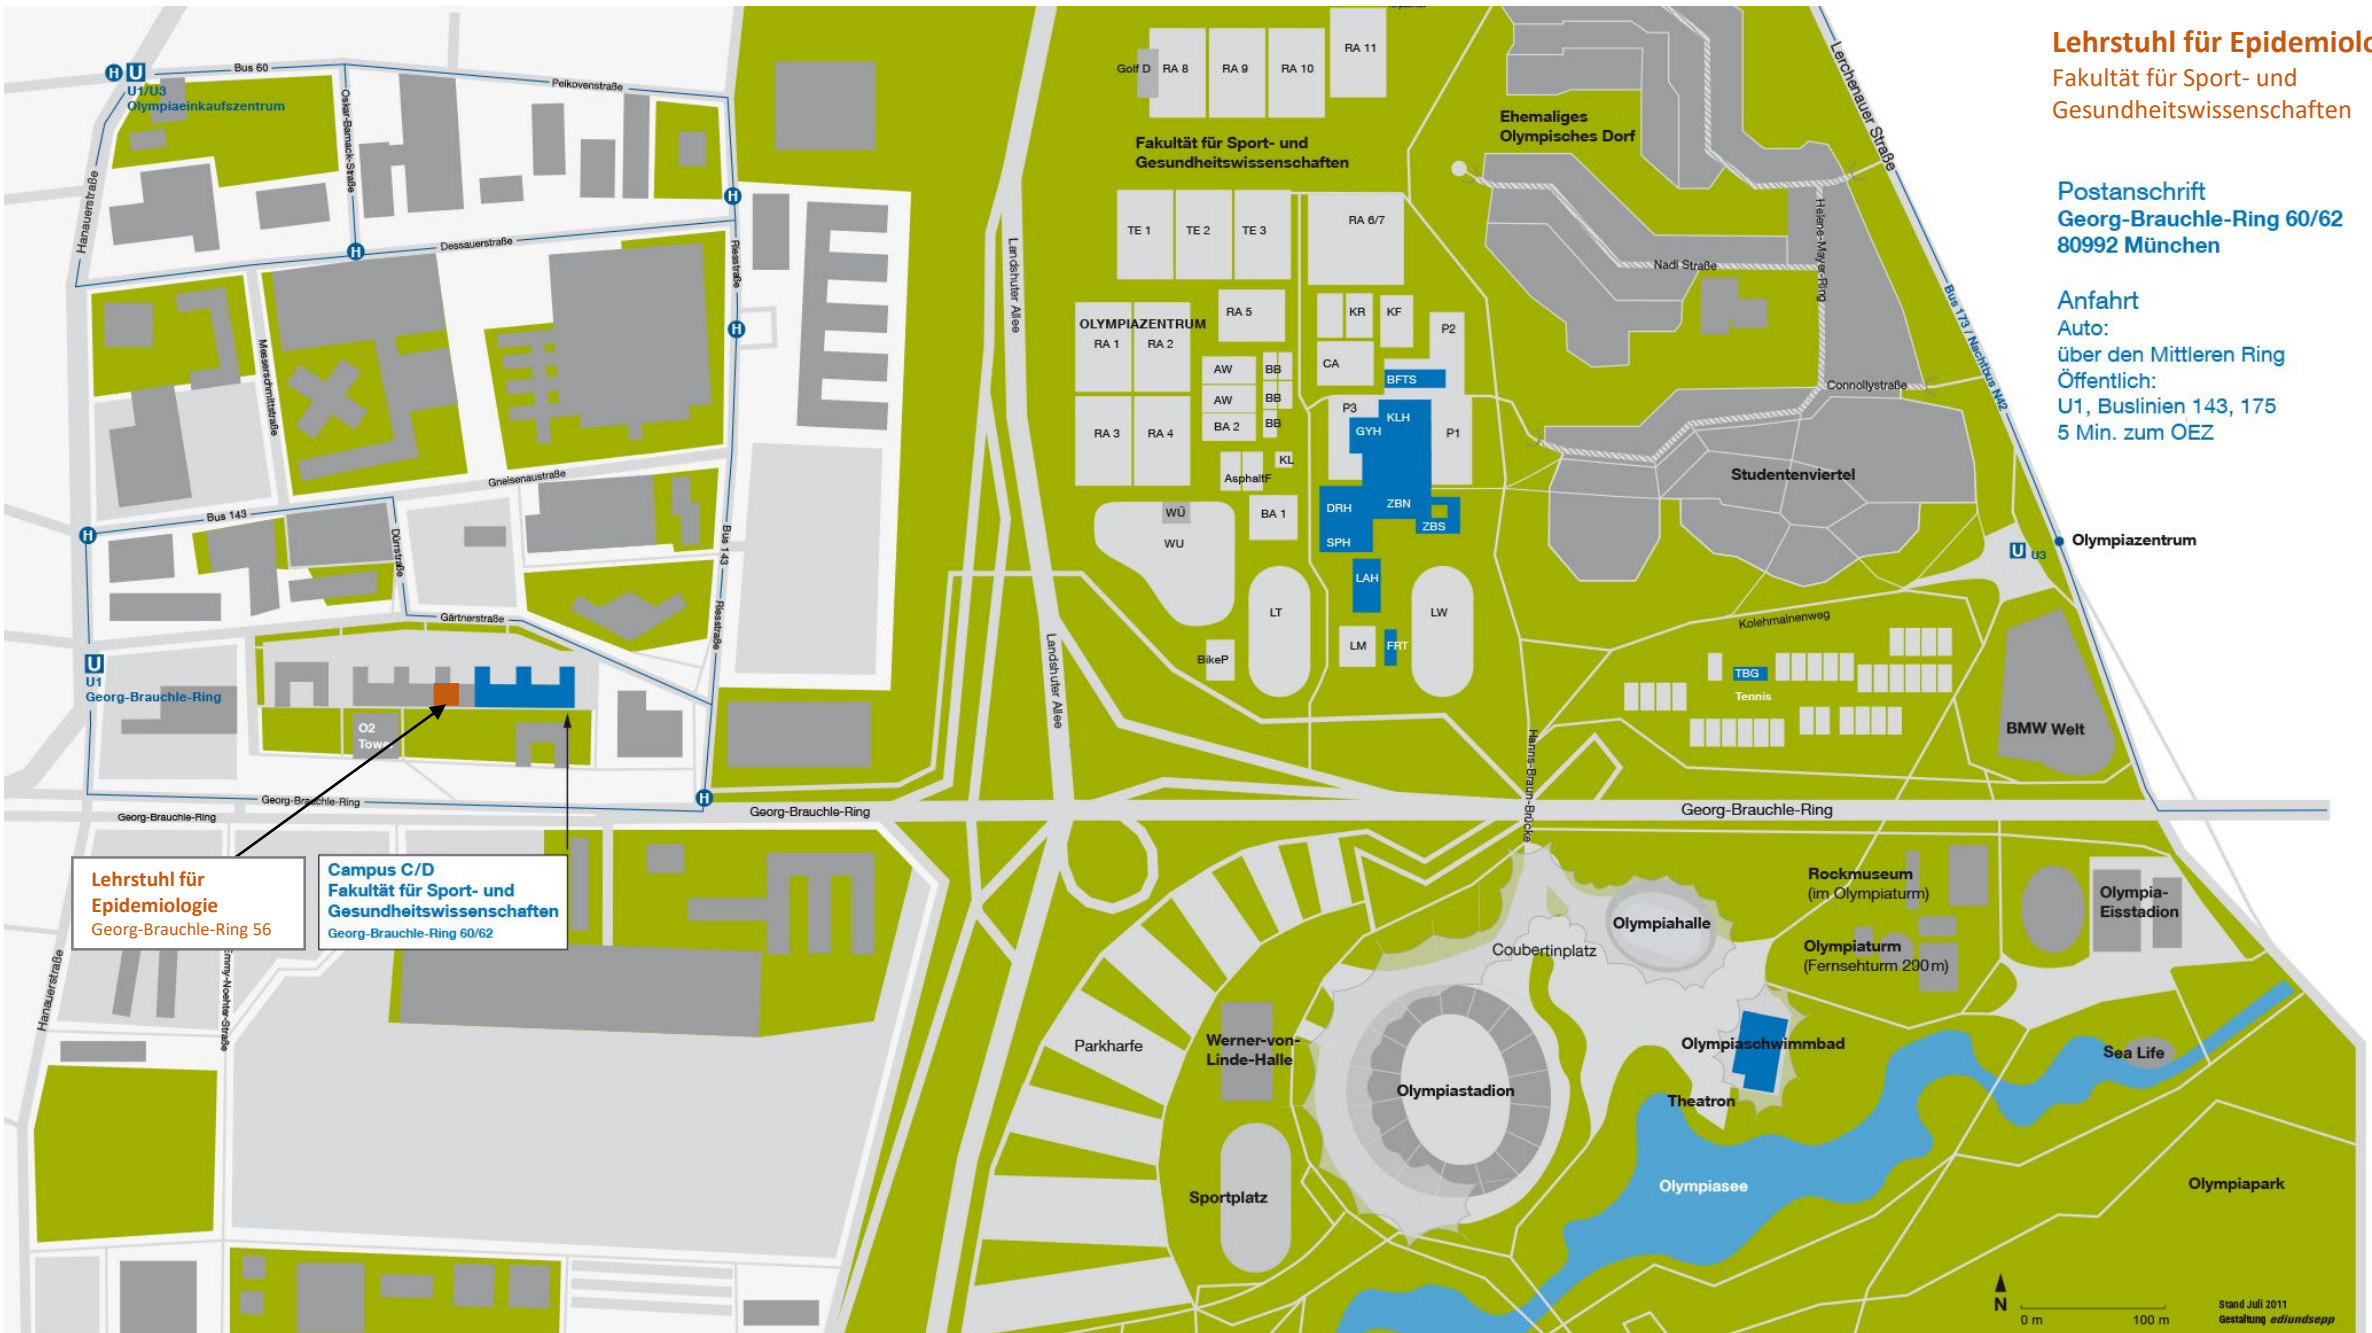 Lehrstuhl für
Fakultät für Sport- und
Gesundheitswissenschaften
Postanschrift
Georg-Brauchle-Ring 60/62
80992 München
Anfahrt
Auto:
über den Mittleren Ring
Öffentlich:
U1, Buslinien 143, 175
5 Min. zum OEZ
H U
U1/U3
Olympiaeinkaufszentrum
Bus 60
Pelkovenstraße
Oskar-Barnack-Straße
Hanauerstraße
H
H
Dessauerstraße
Riesstraße
H
Messerschmittstraße
Gneisenaustraße
H
Bus 143
Dürrstraße
Bus 143
Riesstraße
Gärtnerstraße
U
U1
Georg-Brauchle-Ring
O2
Georg-Brauchle-Ring
H
Georg-Brauchle-Ring
Georg-Brauchle-Ring
Georg-Brauchle-Ring
Lehrstuhl für
Epidemiologie
Georg-Brauchle-Ring 56
Campus C/D
Fakultät für Sport- und
Gesundheitswissenschaften
Georg-Brauchle-Ring 60/62
Hanauerstraße
Landshuter Allee
Landshuter Allee
Golf D
RA 8
RA 9
RA 10
RA 11
Fakultät für Sport- und
Gesundheitswissenschaften
TE 1
TE 2
TE 3
RA 6/7
RA 5
OLYMPIAZENTRUM
RA 1
RA 2
KR
KF
P2
CA
AW
BB
AW
BB
BA 2
BB
BFTS
P3
KLH
GYH
P1
RA 3
RA 4
KL
AsphaltF
WÜ
WU
BA 1
DRH
ZBN
ZBS
SPH
LAH
LT
LW
LM
FRT
BikeP
Ehemaliges
Olympisches Dorf
Lerchenauer Straße
Helene-Mayer-Ring
Nadi Straße
Connollystraße
Bus 173 / Nachtbus N42
Studentenviertel
U U3
Olympiazentrum
Kolehmainenweg
TBG
Tennis
BMW Welt
Hanns-Braun-Brücke
Rockmuseum
(im Olympiaturm)
Olympiaturm
(Fernsehturm 290 m)
Olympia-
Eisstadion
Olympiahalle
Coubertinplatz
Parkharfe
Werner-von-
Linde-Halle
Olympiastadion
Olympiaschwimmbad
Theatron
Sea Life
Sportplatz
Olympiasee
Olympiapark
N
0 m
100 m
Stand Juli 2011
Gestaltung ediundsepp